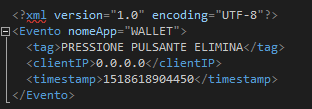 <?xml version="1.0" encoding="UTF-8"?>
<Evento nomeApp="WALLET">
<tag>PRESSIONE PULSANTE ELIMINA</tag>
<clientIP>0.0.0.0</clientIP>
<timestamp>1518618904450</timestamp>
</Evento>